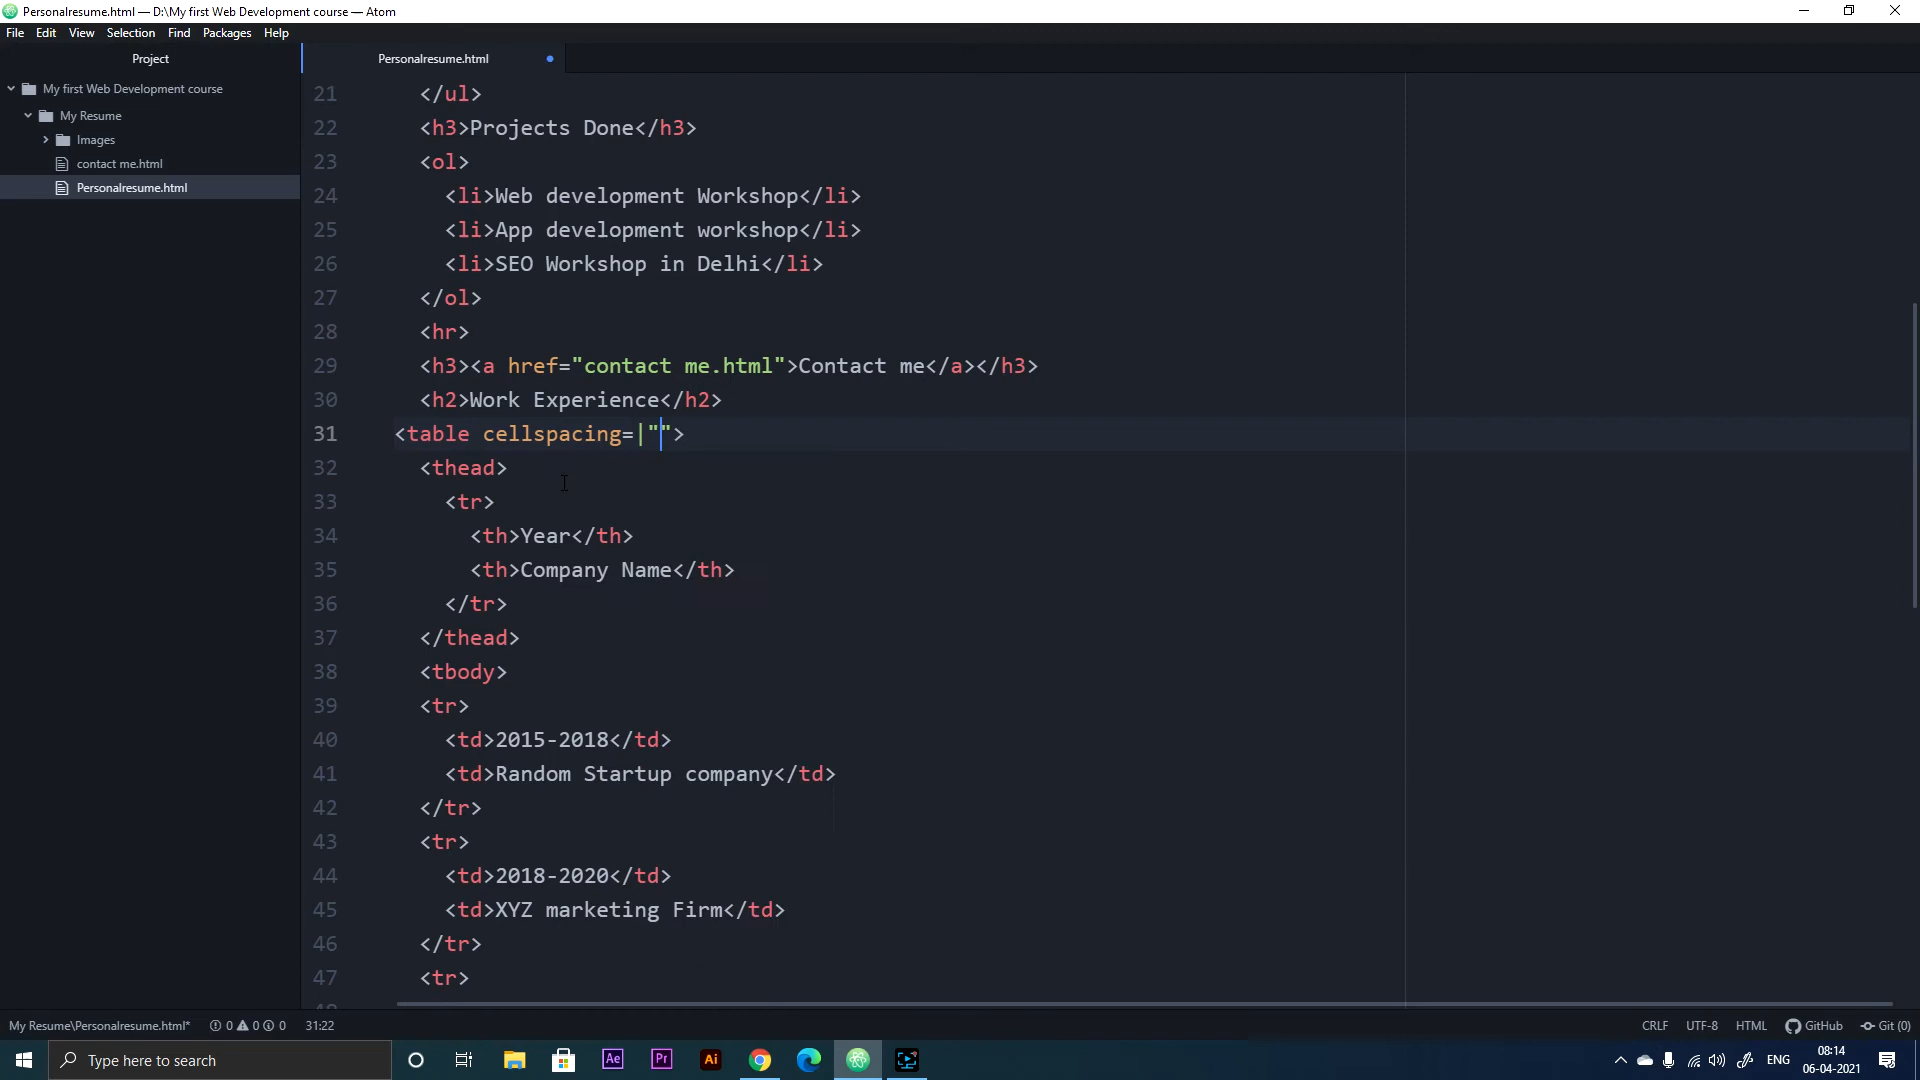 Personalresume.html — D:\My first Web Development course — Atom
File Edit View Selection Find Packages Help
Project
Personalresume.html
My first Web Development course
My Resume
Images
contact me.html
Personalresume.html
21 </ul>
22 <h3>Projects Done</h3>
23 <ol>
24 <li>Web development Workshop</li>
25 <li>App development workshop</li>
26 <li>SEO Workshop in Delhi</li>
27 </ol>
28 <hr>
29 <h3><a href="contact me.html">Contact me</a></h3>
30 <h2>Work Experience</h2>
31 <table cellspacing=|"">
32 <thead>
33 <tr>
34 <th>Year</th>
35 <th>Company Name</th>
36 </tr>
37 </thead>
38 <tbody>
39 <tr>
40 <td>2015-2018</td>
41 <td>Random Startup company</td>
42 </tr>
43 <tr>
44 <td>2018-2020</td>
45 <td>XYZ marketing Firm</td>
46 </tr>
47 <tr>
My Resume\Personalresume.html* 0 0 0 31:22 CRLF UTF-8 HTML GitHub Git (0)
Type here to search Ae Pr Ai ENG 08:14
06-04-2021